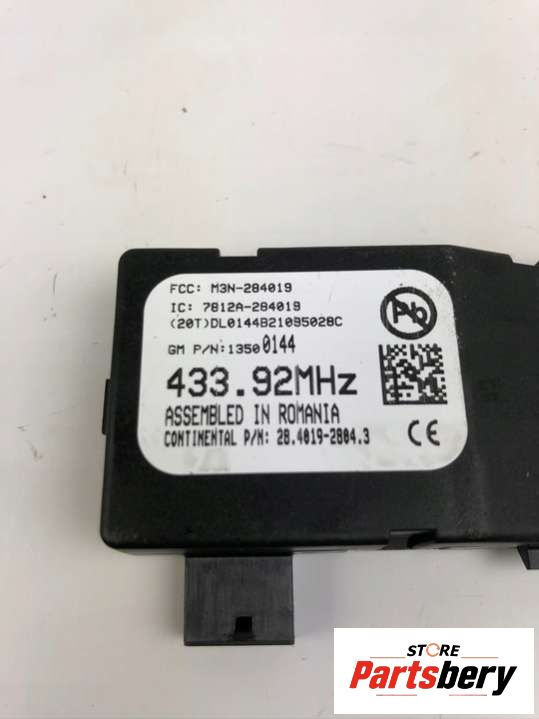 FCC: M3N-284019
IC: 7812A-284019
(20T)DL0144B21095028C
GM P/N:13500144
433.92MHz
ASSEMBLED IN ROMANIA
CONTINENTAL P/N: 28.4019-2804.3
Pb
CE
STORE
Partsbery